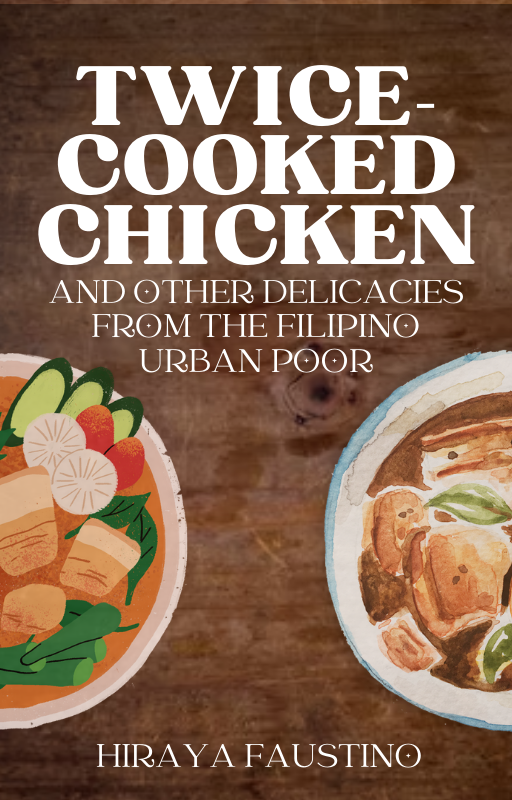 TWICE-
COOKED
CHICKEN
AND OTHER DELICACIES
FROM THE FILIPINO
URBAN POOR
HIRAYA FAUSTINO